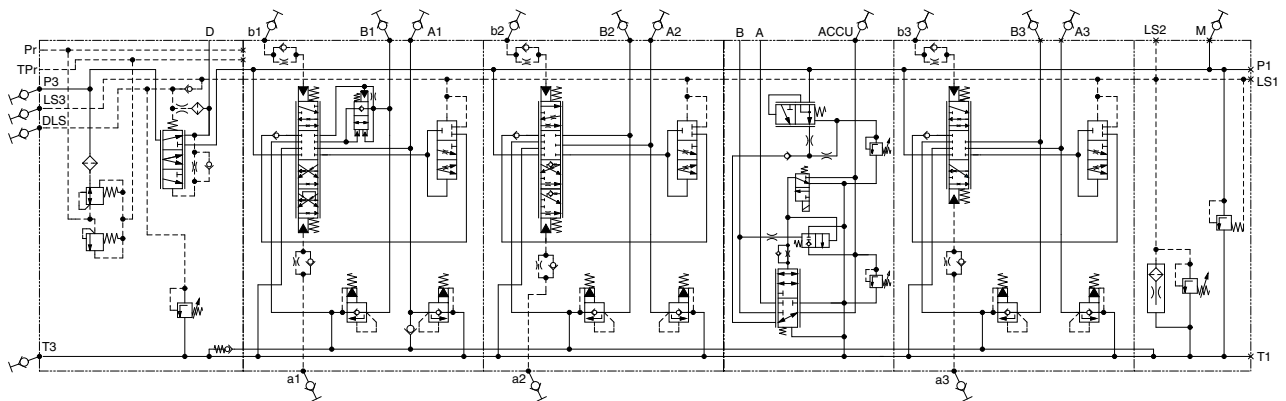 D b1 B1 A1 b2 B2 A2 B A ACCU b3 B3 A3 LS2 M
Pr
TPr P1
P3 LS1
LS3
DLS
T3 T1
a1 a2 a3